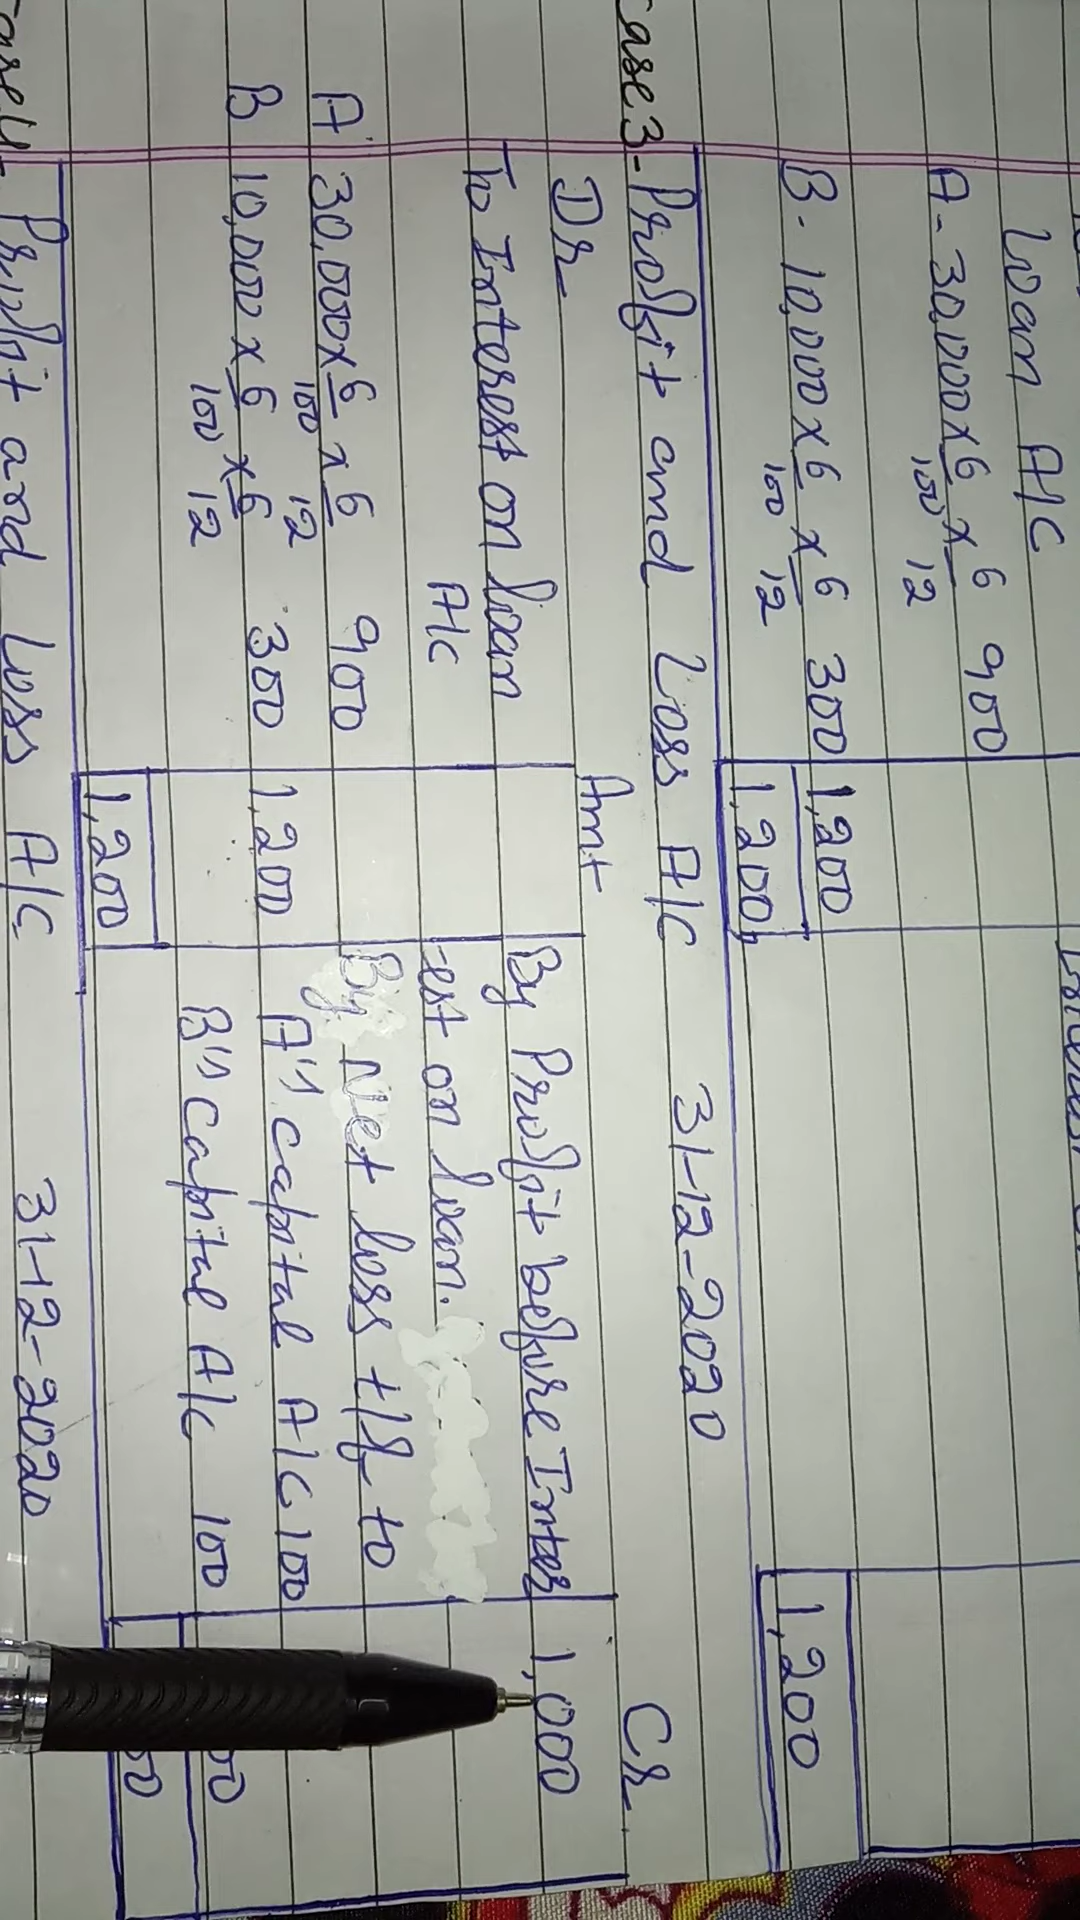 Loan A/C
A - 30,000 x 6/100 x 6/12 900
B - 10,000 x 6/100 x 6/12 300 1,200
1,200 1,200
Case 3 - Profit and Loss A/C 31-12-2020
Dr Amt Cr
To Interest on loan By Profit before Inter 1,000
A/C -est on loan.
A 30,000 x 6/100 x 6/12 900 By Net loss t/f to
B 10,000 x 6/100 x 6/12 300 1,200 A's capital A/C 100
B's capital A/C 100
1,200
Profit and Loss A/C 31-12-2020